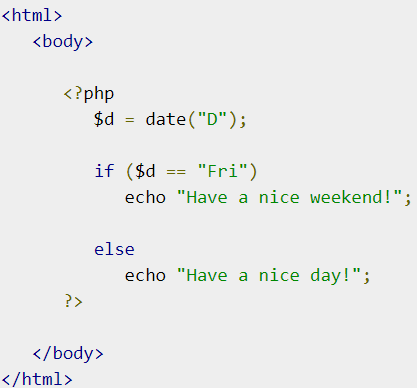 <html>
<body>
<?php
$d = date("D");
if ($d == "Fri")
echo "Have a nice weekend!";
else
echo "Have a nice day!";
?>
</body>
</html>